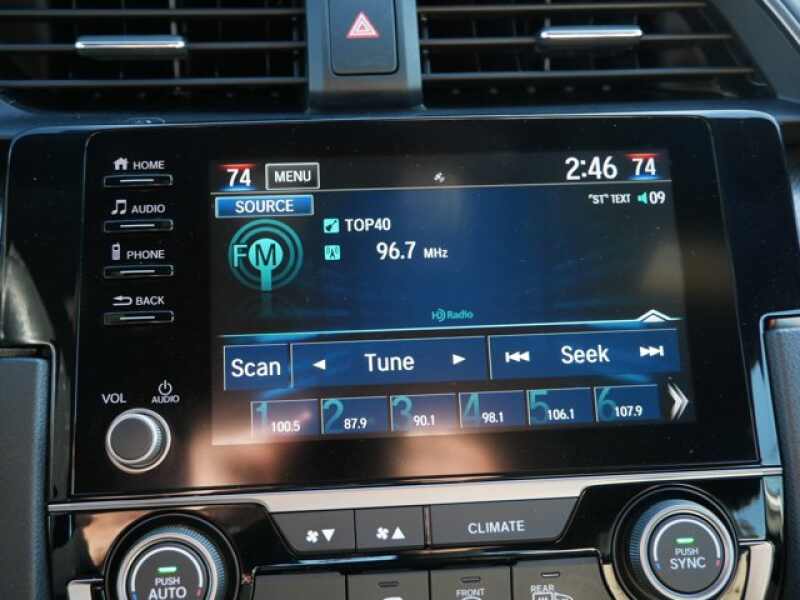 74 MENU 2:46 74
HOME
SOURCE "ST" TEXT 09
AUDIO
FM
TOP40
96.7 MHz
PHONE
BACK
HD Radio
Scan Tune Seek
VOL AUDIO
1 100.5 2 87.9 3 90.1 4 98.1 5 106.1 6 107.9
CLIMATE
PUSH
AUTO
PUSH
SYNC
FRONT
REAR